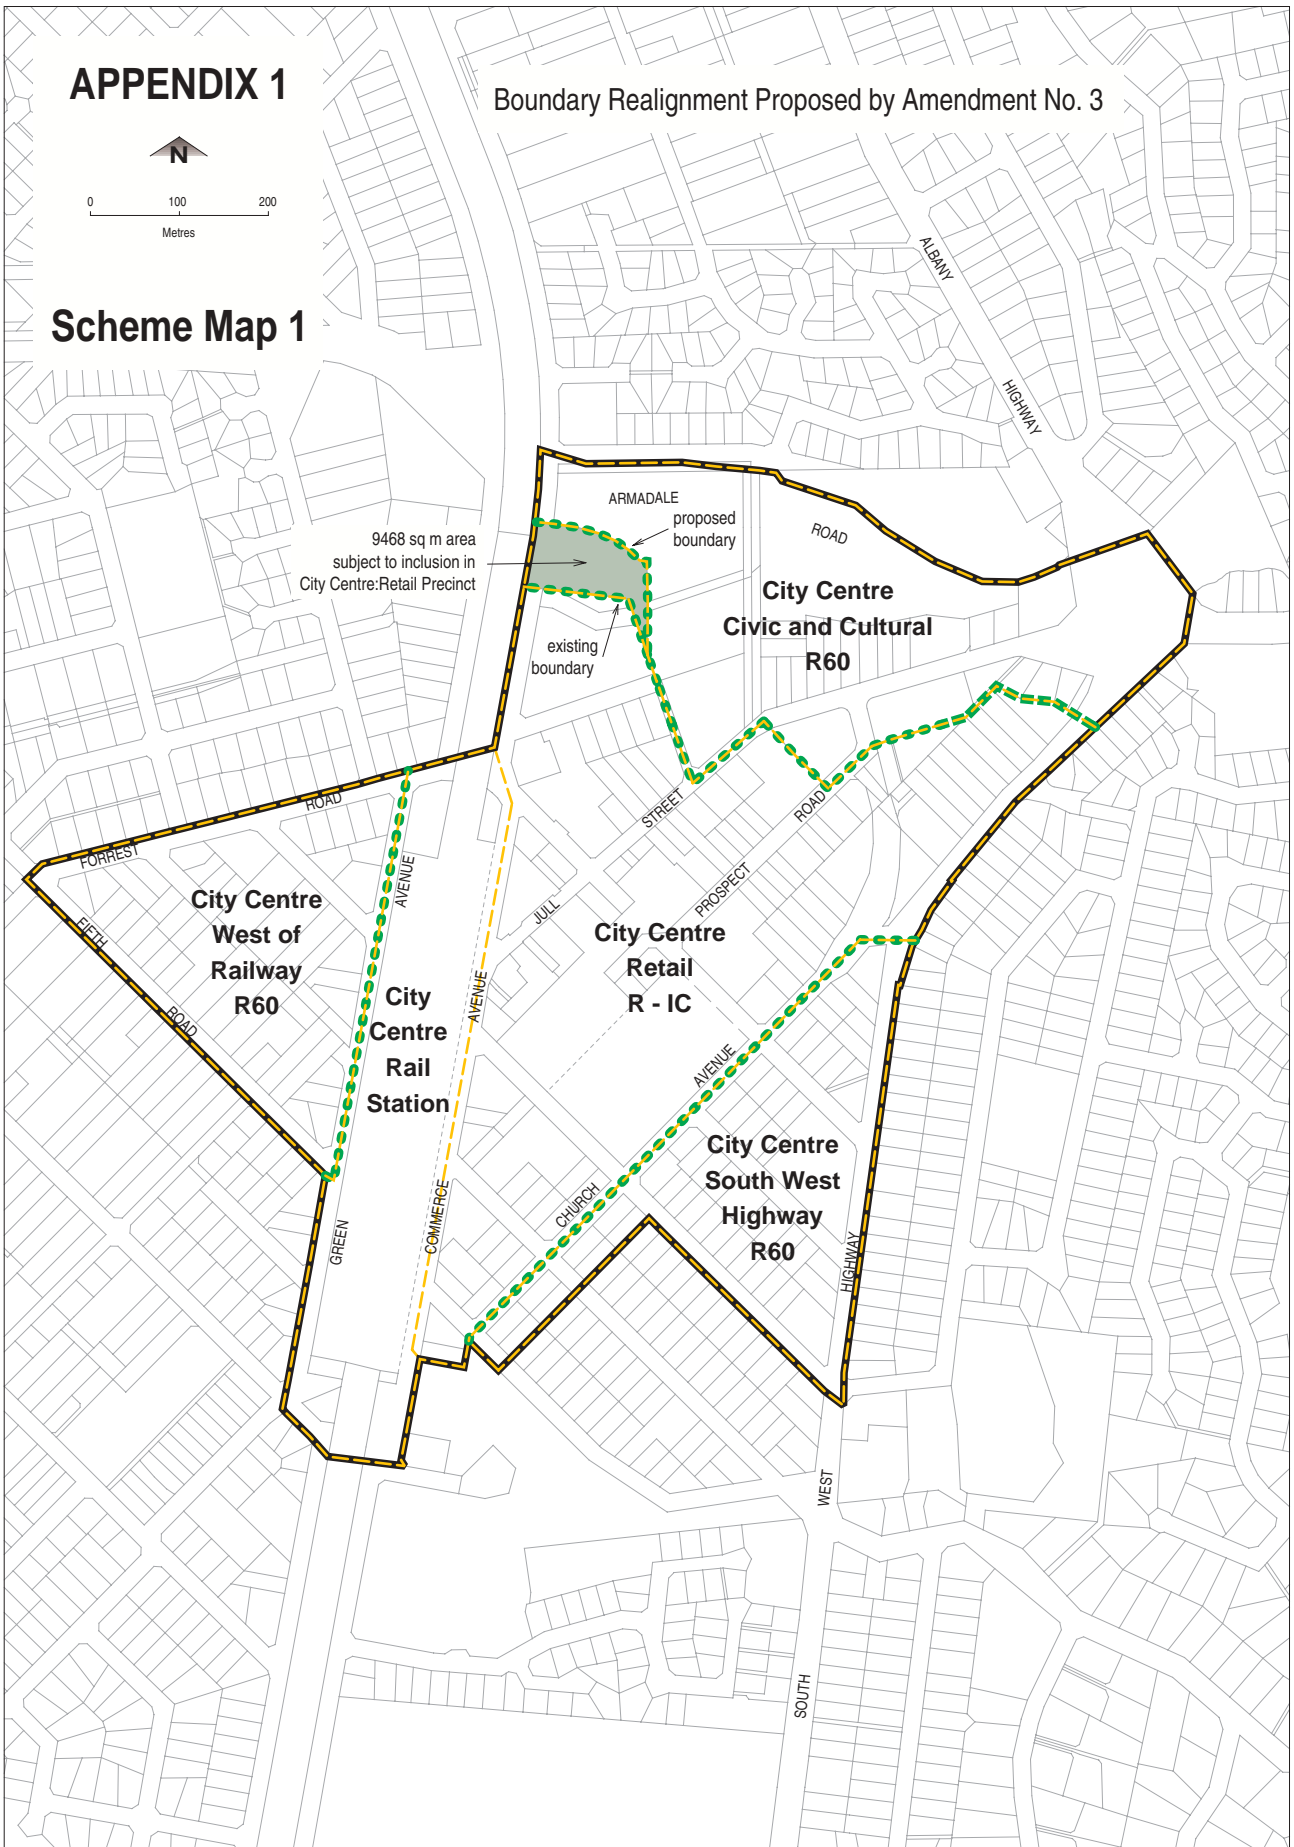 APPENDIX 1
Boundary Realignment Proposed by Amendment No. 3
N
0 100 200
Metres
Scheme Map 1
ALBANY
HIGHWAY
ARMADALE
ROAD
proposed
boundary
9468 sq m area
subject to inclusion in
City Centre:Retail Precinct
existing
boundary
City Centre
Civic and Cultural
R60
ROAD
FORREST
STREET
ROAD
AVENUE
PROSPECT
JULL
City Centre
West of
Railway
R60
FIFTH
ROAD
City Centre
Retail
R - IC
City
Centre
Rail
Station
AVENUE
AVENUE
City Centre
South West
Highway
R60
CHURCH
COMMERCE
GREEN
HIGHWAY
WEST
SOUTH